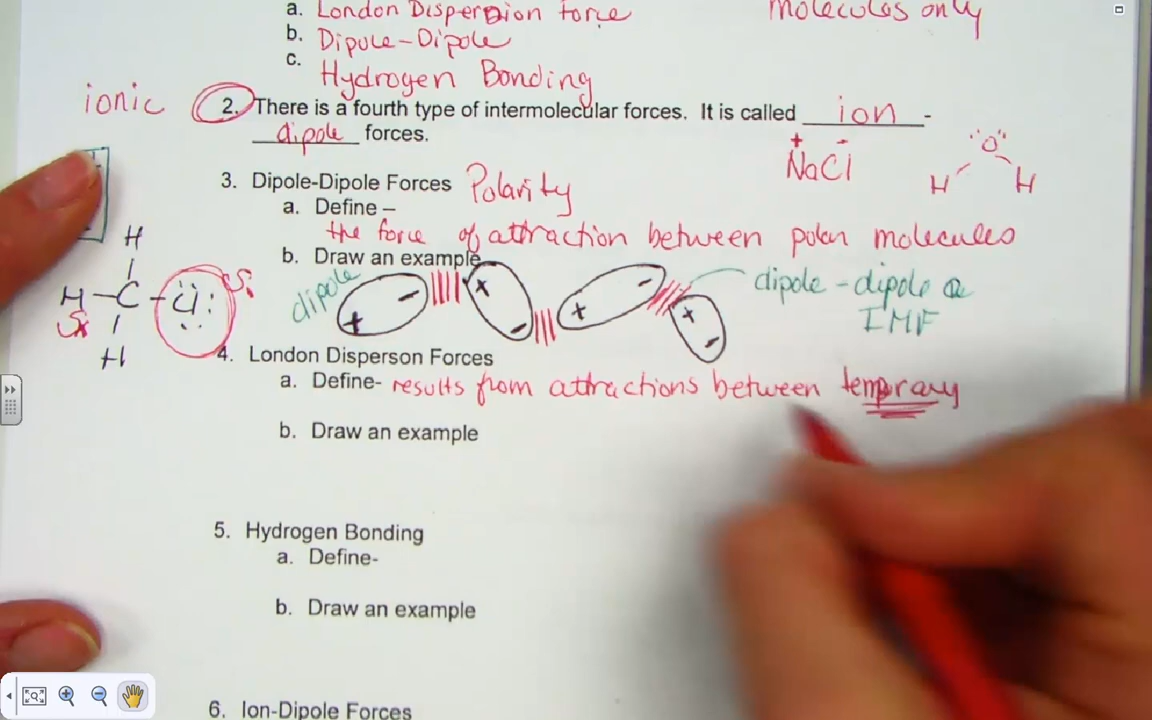 a. London Dispersion force
molecules only
b. Dipole-Dipole
c. Hydrogen Bonding
ionic
2. There is a fourth type of intermolecular forces. It is called ion -
dipole forces.
+ -
NaCl
O
H H
3. Dipole-Dipole Forces Polarity
a. Define –
the force of attraction between polar molecules
b. Draw an example
H
H - C - Cl
H
dipole
+ - + - + - + -
dipole - dipole
IMF
4. London Disperson Forces
a. Define- results from attractions between temprary
b. Draw an example
5. Hydrogen Bonding
a. Define-
b. Draw an example
6. Ion-Dipole Forces